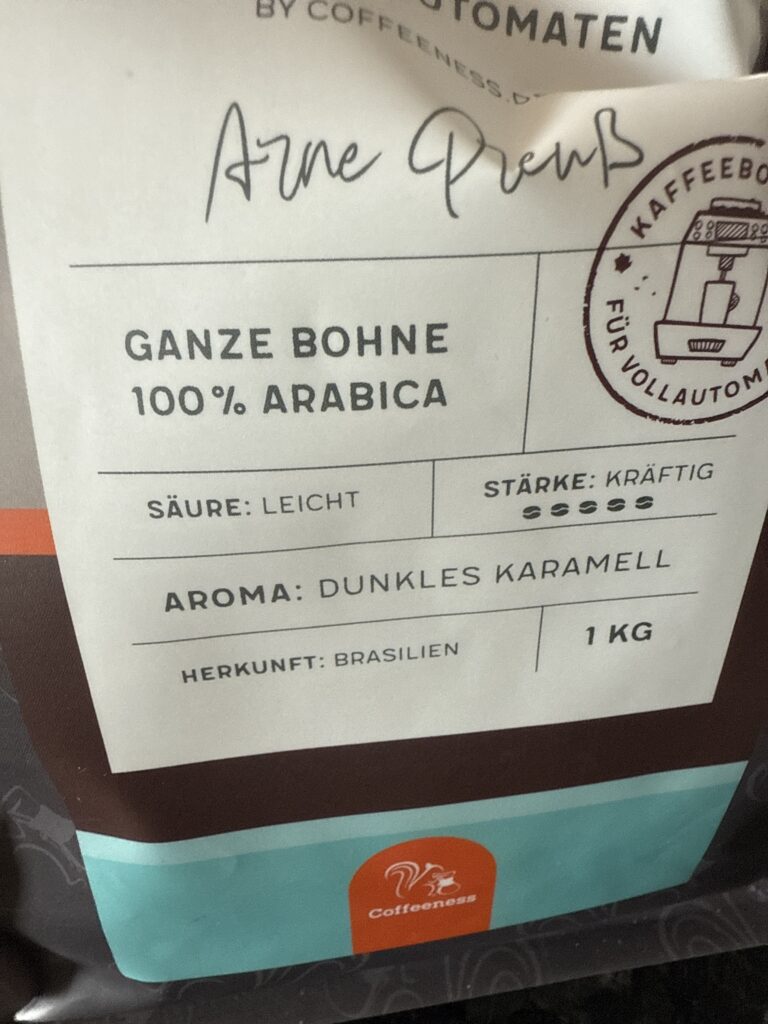 BY COFFEENESS.D
TOMATEN
Arne Preuß
KAFFEEBO
FÜR VOLLAUTOMA
GANZE BOHNE
100% ARABICA
SÄURE: LEICHT
STÄRKE: KRÄFTIG
AROMA: DUNKLES KARAMELL
HERKUNFT: BRASILIEN
1 KG
Coffeeness